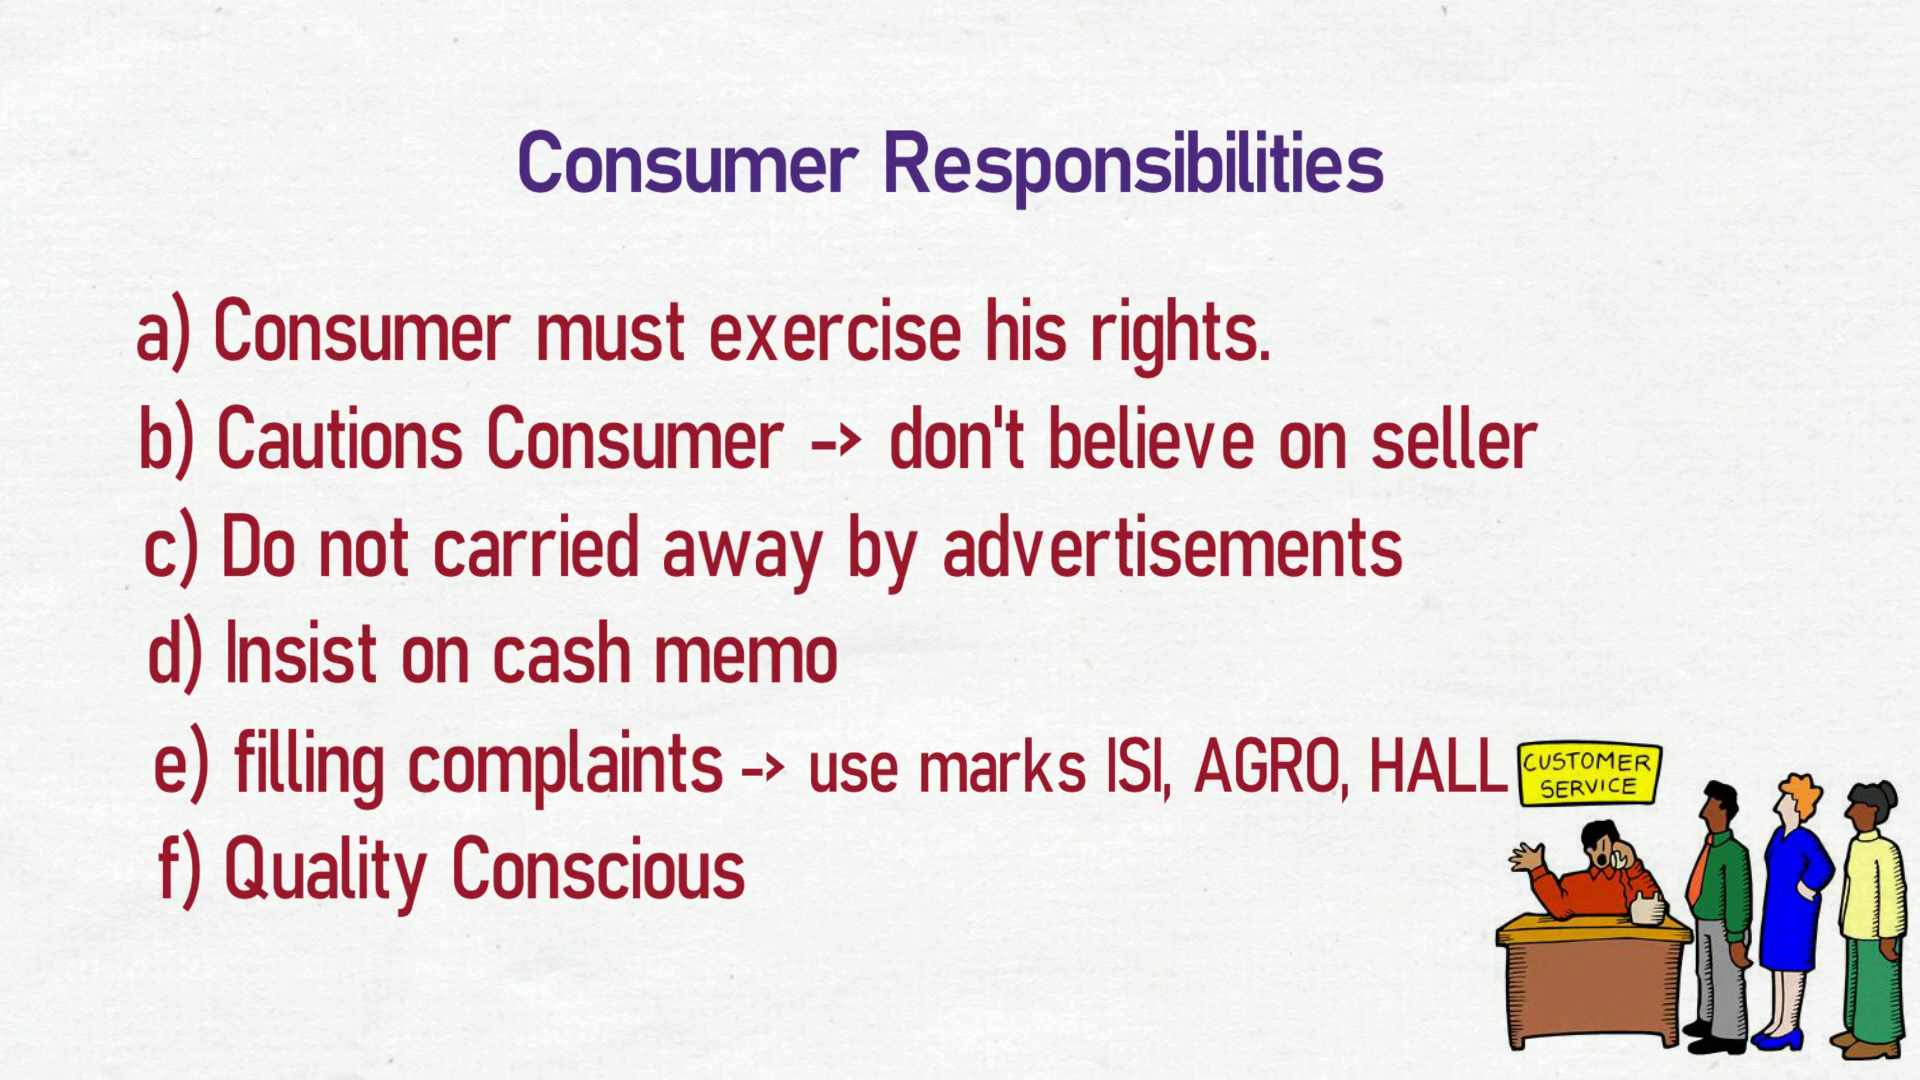 Consumer Responsibilities
a) Consumer must exercise his rights.
b) Cautions Consumer -> don't believe on seller
c) Do not carried away by advertisements
d) Insist on cash memo
e) filling complaints -> use marks ISI, AGRO, HALL
f) Quality Conscious
CUSTOMER
SERVICE